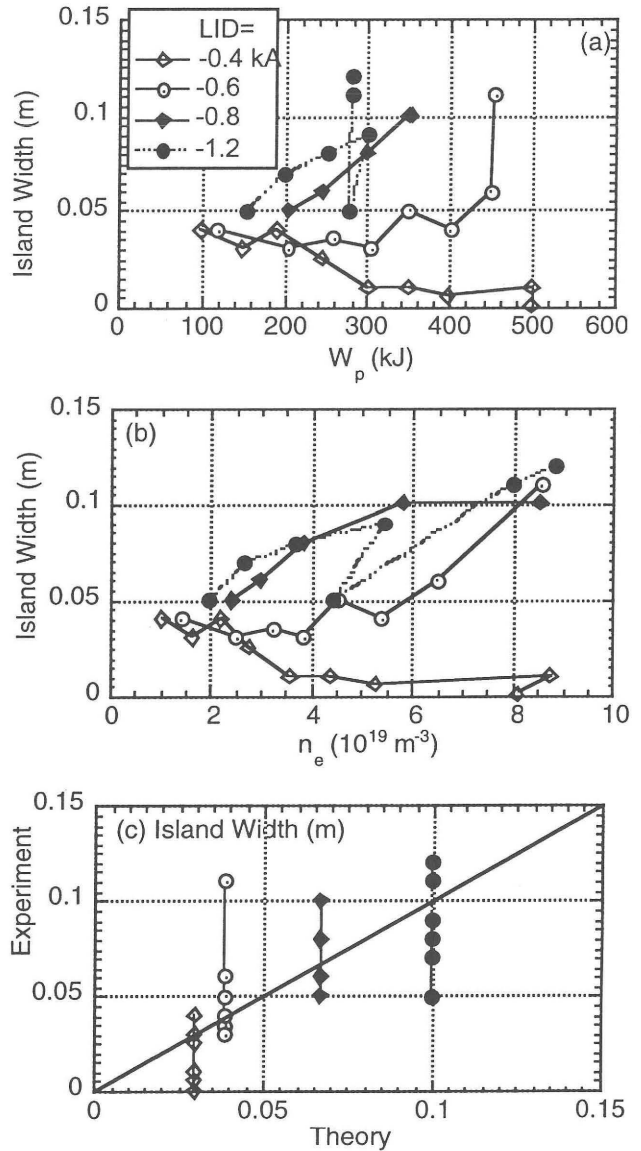 0.15
0.1
0.05
0
Island Width (m)
LID=
-0.4 kA
-0.6
-0.8
-1.2
(a)
0 100 200 300 400 500 600
W_p (kJ)
0.15
0.1
0.05
0
Island Width (m)
(b)
0 2 4 6 8 10
n_e (10^19 m^-3)
0.15
0.1
0.05
0
Experiment
(c) Island Width (m)
0 0.05 0.1 0.15
Theory